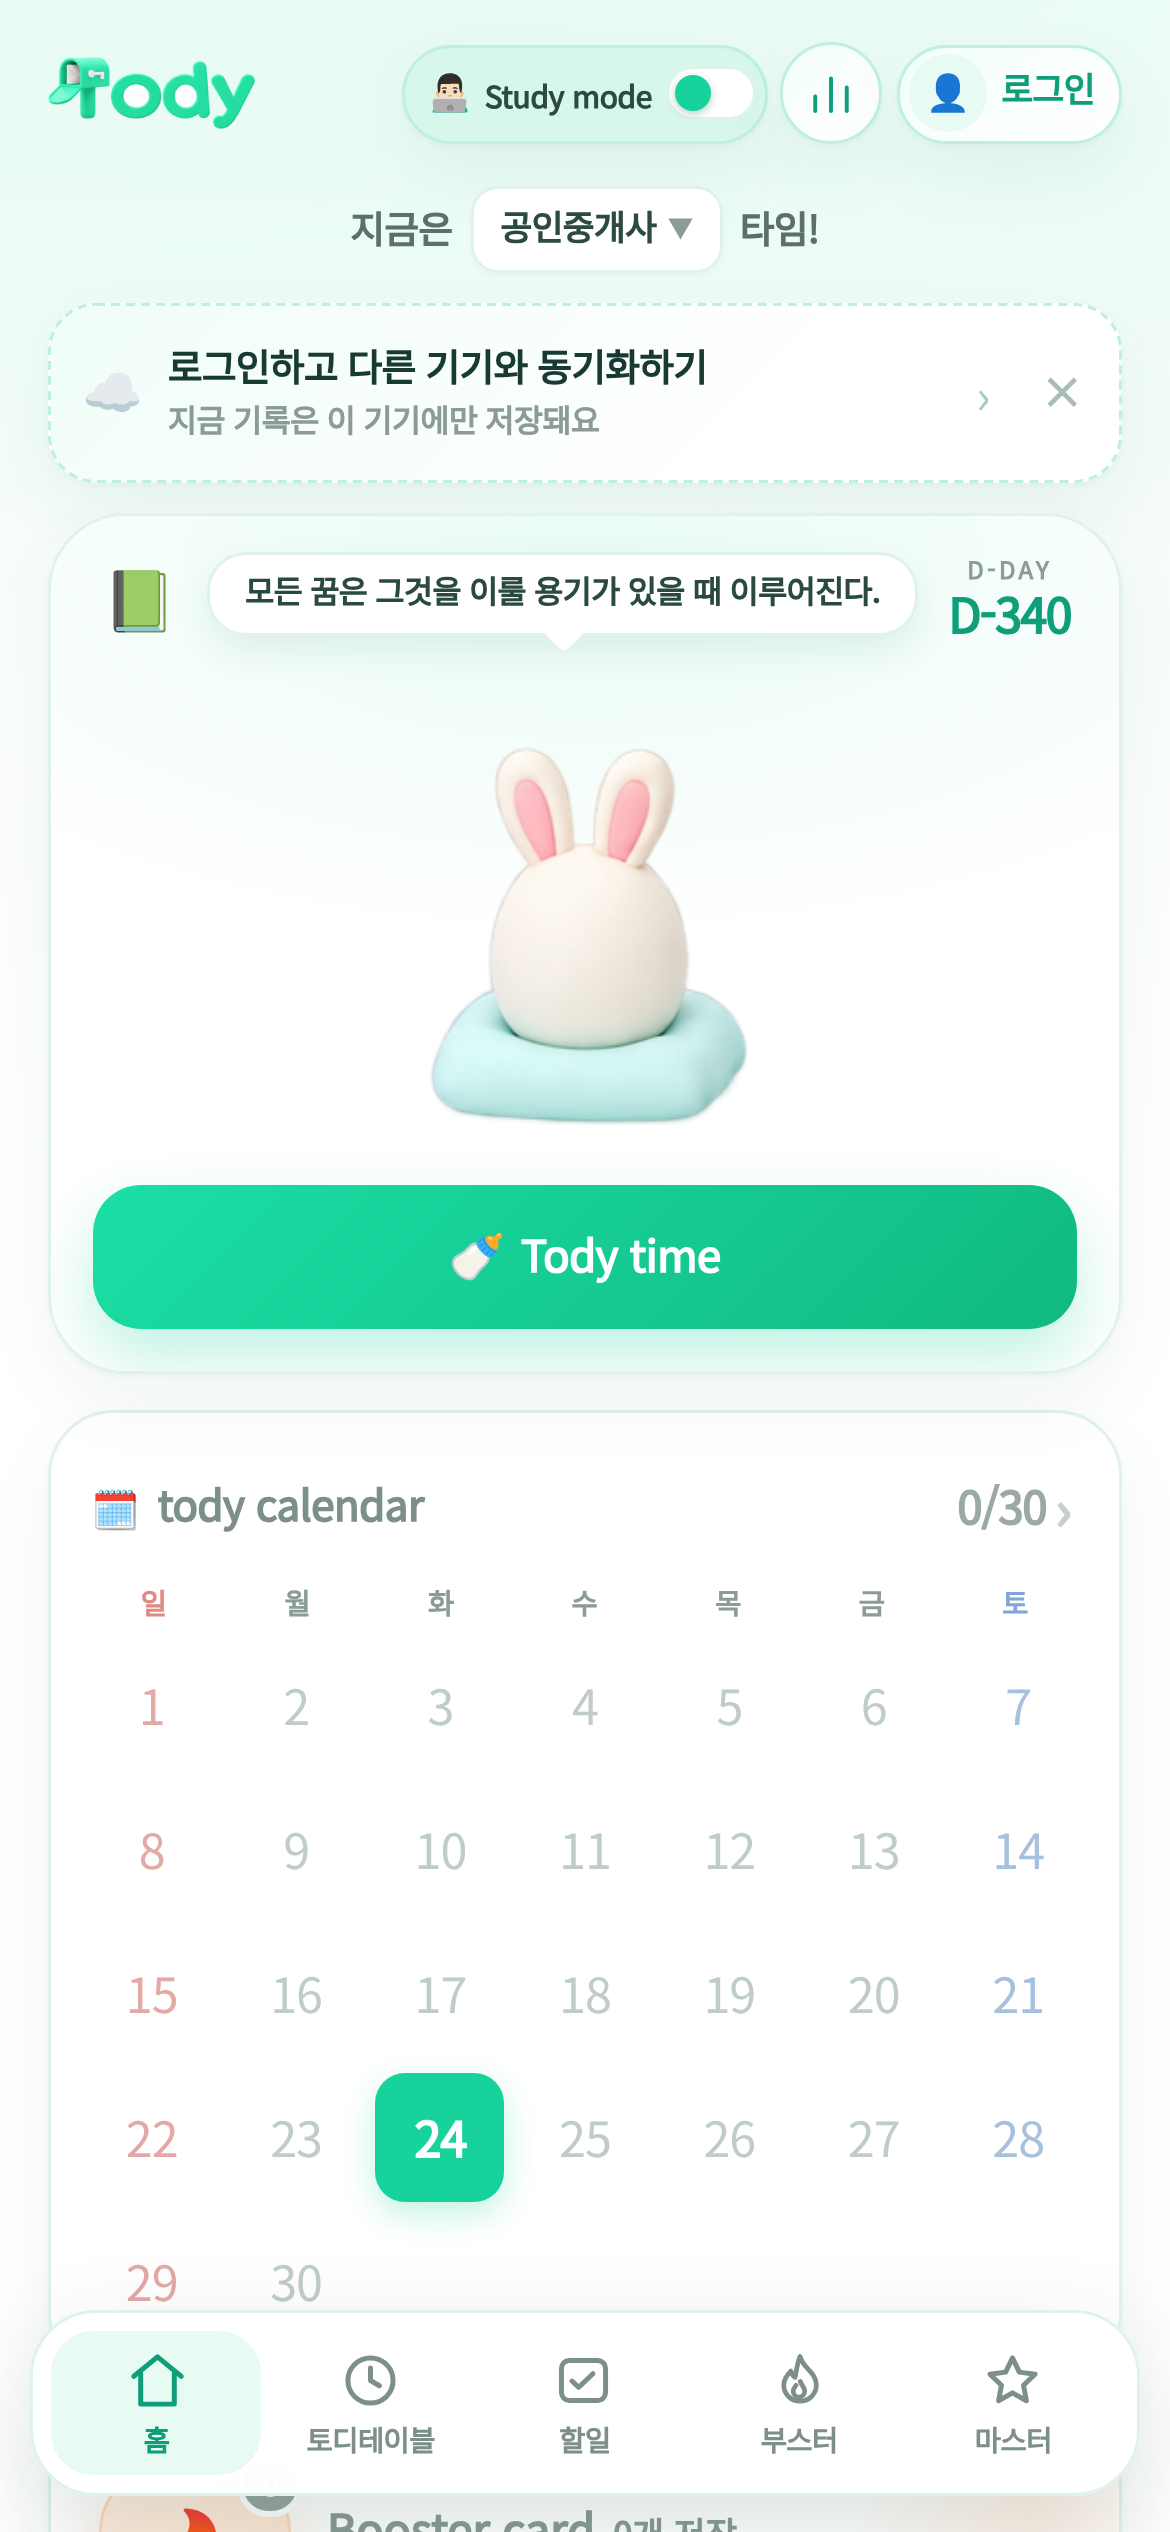 Tody
Study mode
로그인
지금은 공인중개사 ▼ 타임!
로그인하고 다른 기기와 동기화하기
지금 기록은 이 기기에만 저장돼요
모든 꿈은 그것을 이룰 용기가 있을 때 이루어진다.
D-DAY
D-340
Tody time
tody calendar
0/30
일 월 화 수 목 금 토
1 2 3 4 5 6 7
8 9 10 11 12 13 14
15 16 17 18 19 20 21
22 23 24 25 26 27 28
29 30
홈 토디테이블 할일 부스터 마스터
Booster card 0개 저장